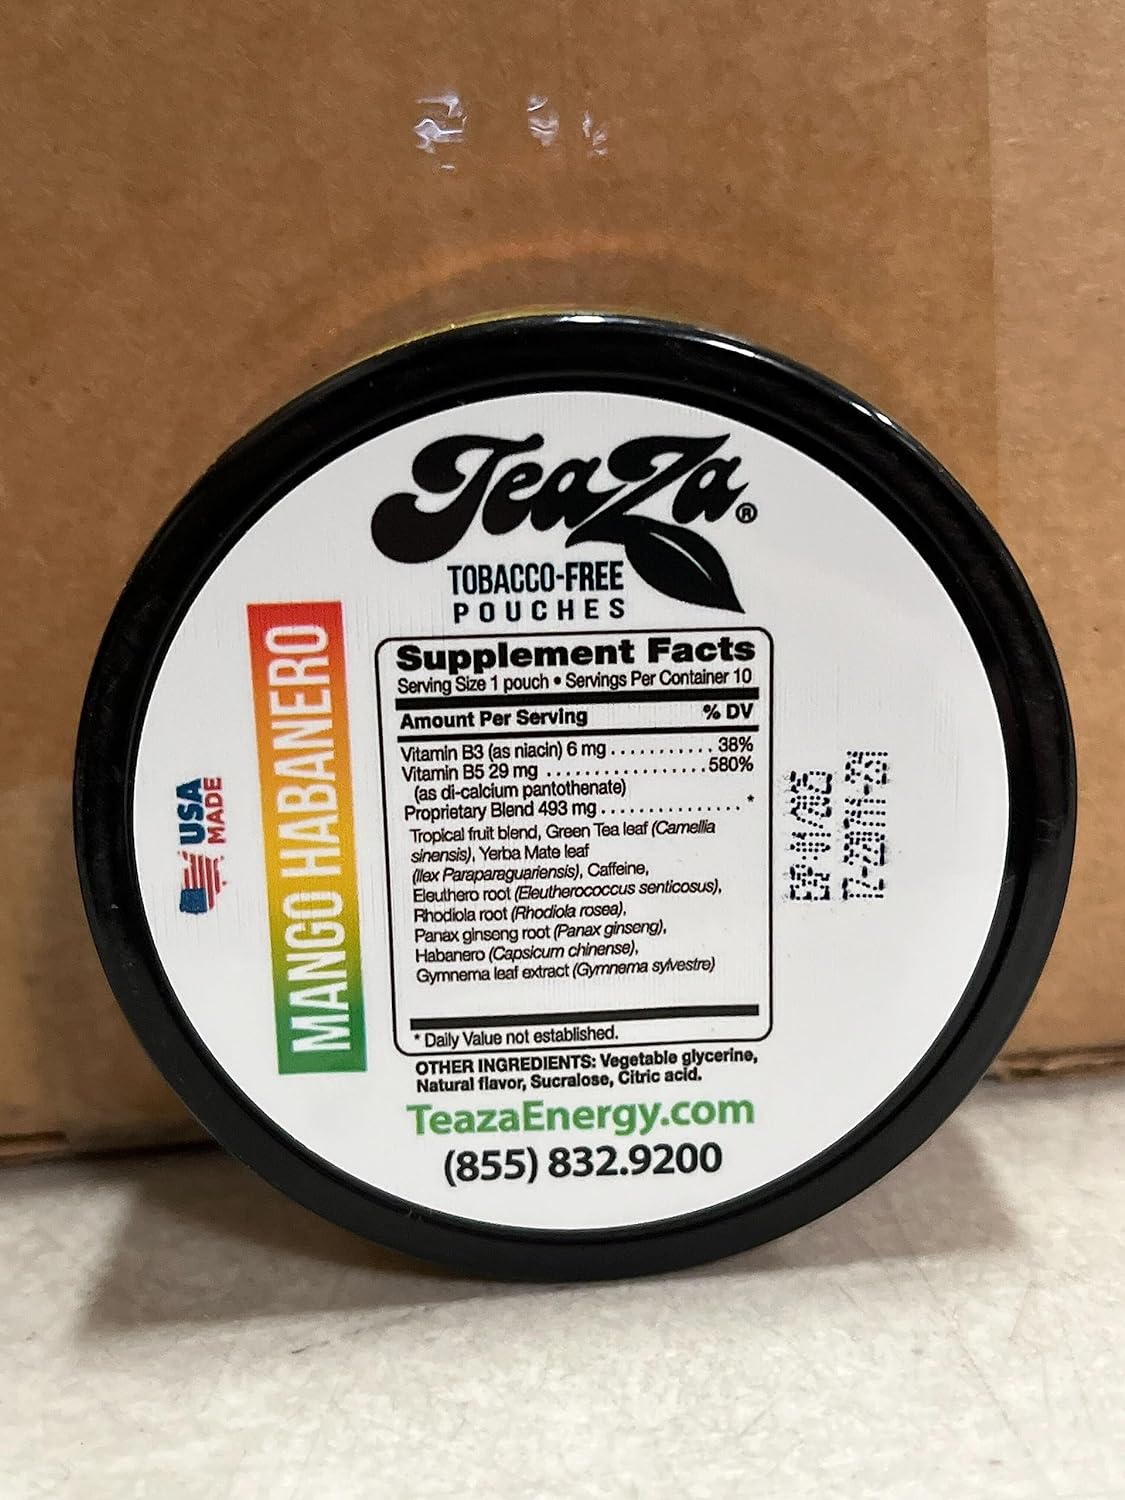 TeaZa®
TOBACCO-FREE
POUCHES
MANGO HABANERO
USA
MADE
Supplement Facts
Serving Size 1 pouch • Servings Per Container 10
Amount Per Serving % DV
Vitamin B3 (as niacin) 6 mg ........... 38%
Vitamin B5 29 mg .................. 580%
(as di-calcium pantothenate)
Proprietary Blend 493 mg ............... *
Tropical fruit blend, Green Tea leaf (Camellia
sinensis), Yerba Mate leaf
(Ilex Paraparaguariensis), Caffeine,
Eleuthero root (Eleutherococcus senticosus),
Rhodiola root (Rhodiola rosea),
Panax ginseng root (Panax ginseng),
Habanero (Capsicum chinense),
Gymnema leaf extract (Gymnema sylvestre)
* Daily Value not established.
OTHER INGREDIENTS: Vegetable glycerine,
Natural flavor, Sucralose, Citric acid.
TeazaEnergy.com
(855) 832.9200